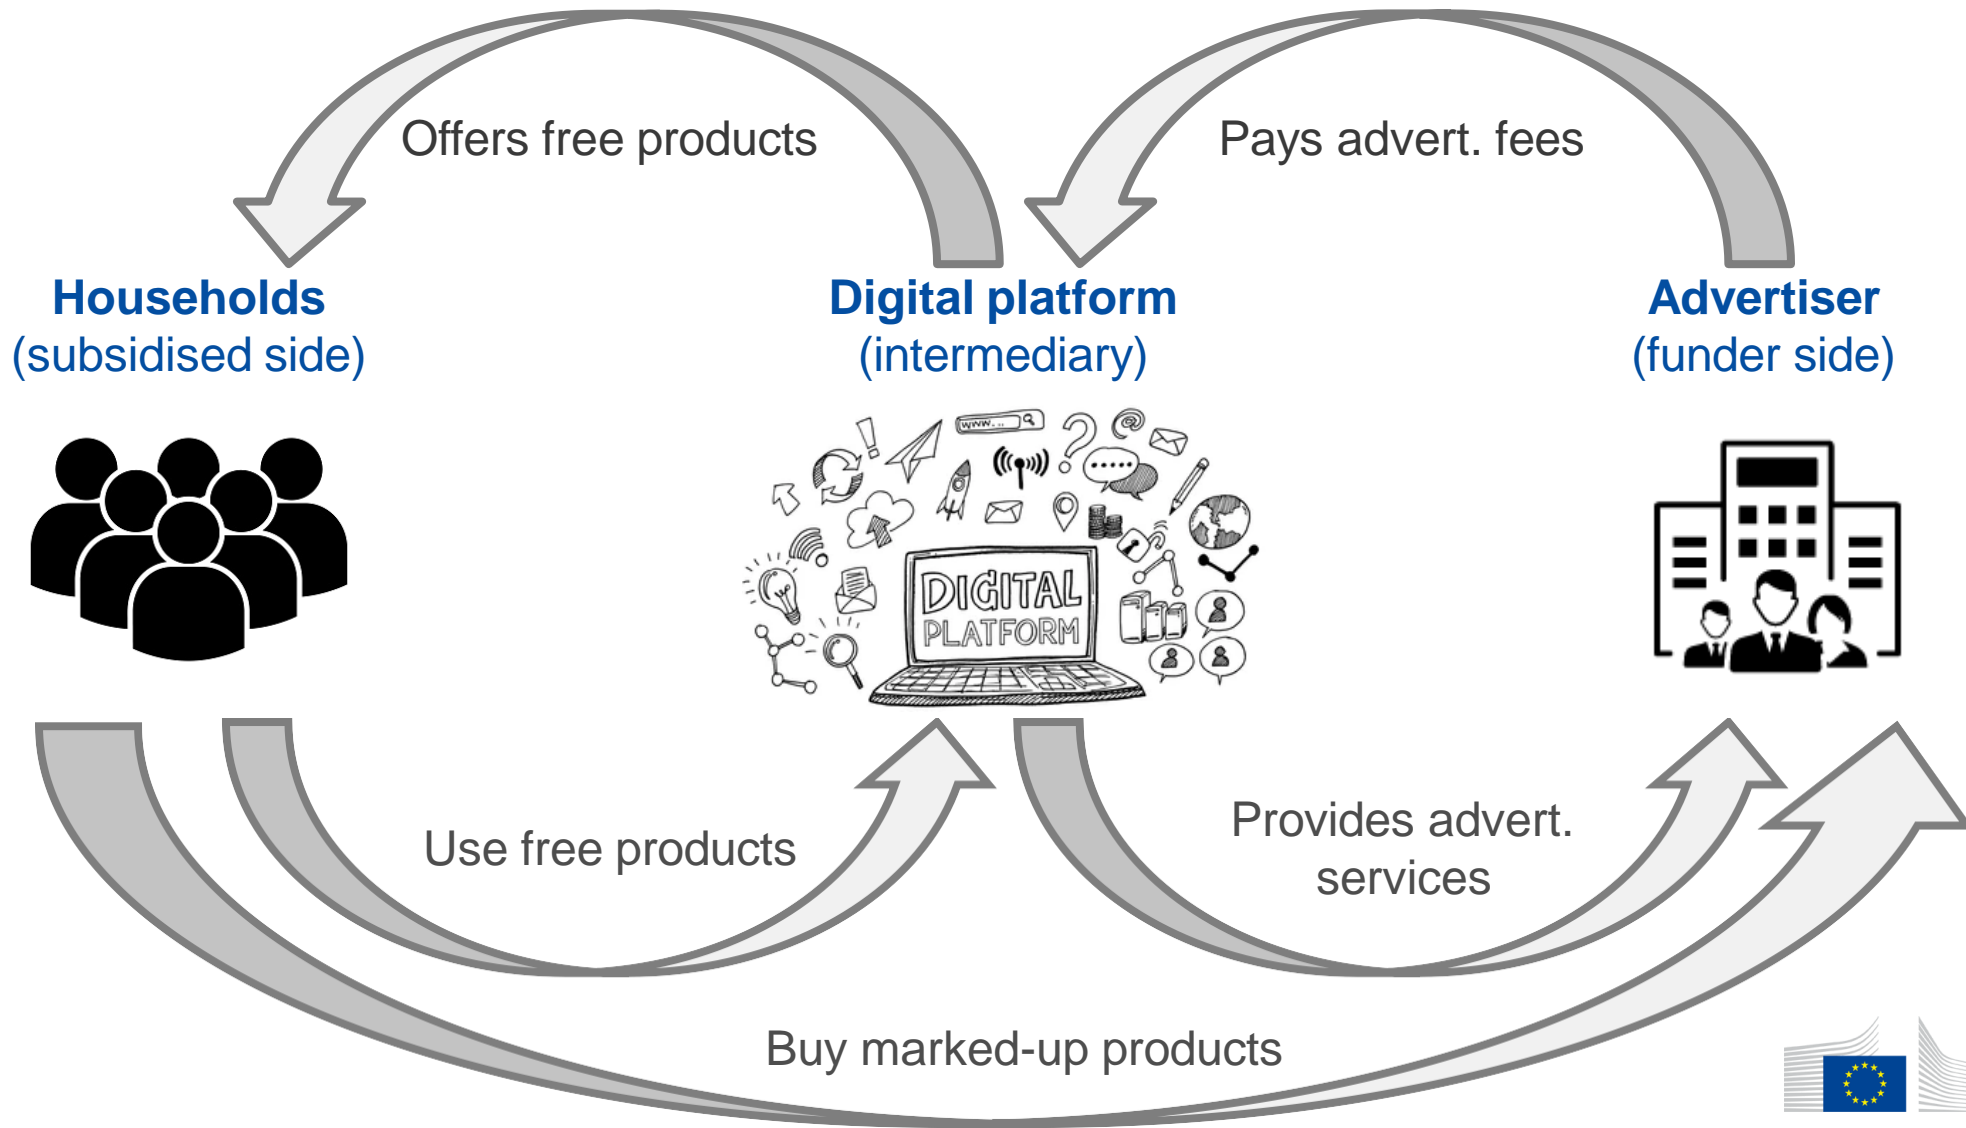 Offers free products
Pays advert. fees
Households
(subsidised side)
Digital platform
(intermediary)
Advertiser
(funder side)
www...
DIGITAL
PLATFORM
Use free products
Provides advert.
services
Buy marked-up products